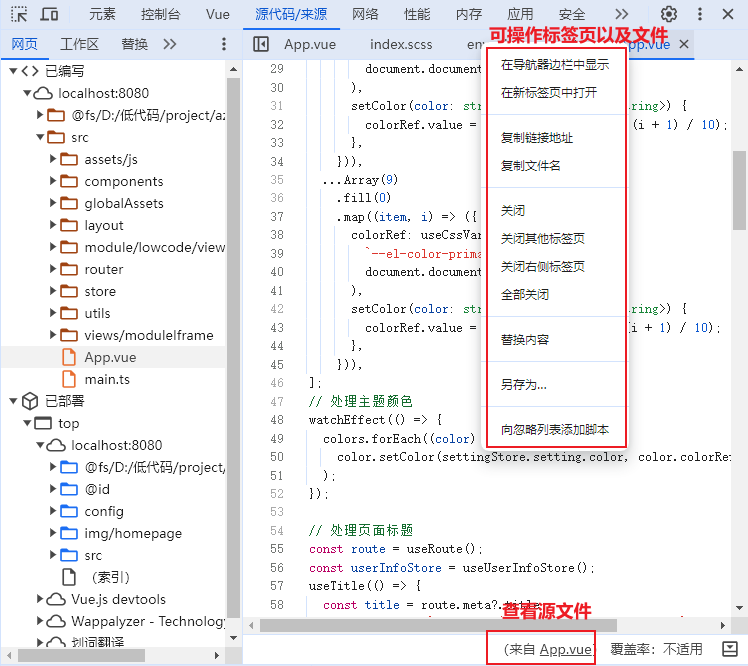 元素 控制台 Vue 源代码/来源 网络 性能 内存 应用 安全
网页 工作区 替换
App.vue index.scss
可操作标签页以及文件
已编写
localhost:8080
@fs/D:/低代码/project/a
src
assets/js
components
globalAssets
layout
module/lowcode/view
router
store
utils
views/moduleIframe
App.vue
main.ts
已部署
top
localhost:8080
@fs/D:/低代码/project,
@id
config
img/homepage
src
（索引）
Vue.js devtools
Wappalyzer - Technology
划词翻译
29 document.document
30 ),
31 setColor(color: str ring>) {
32 colorRef.value = (i + 1) / 10);
33 },
34 })),
35 ...Array(9)
36 .fill(0)
37 .map((item, i) => ({
38 colorRef: useCssVar
39 `--el-color-prima
40 document.document
41 ),
42 setColor(color: str ring>) {
43 colorRef.value = (i + 1) / 10);
44 },
45 })),
46 ];
47 // 处理主题颜色
48 watchEffect(() => {
49 colors.forEach((color)
50 color.setColor(settingStore.setting.color, color.colorRef
51 );
52 });
53
54 // 处理页面标题
55 const route = useRoute();
56 const userInfoStore = useUserInfoStore();
57 useTitle(() => {
58 const title = route.meta?.title
在导航器边栏中显示
在新标签页中打开
复制链接地址
复制文件名
关闭
关闭其他标签页
关闭右侧标签页
全部关闭
替换内容
另存为...
向忽略列表添加脚本
查看源文件
（来自 App.vue） 覆盖率：不适用